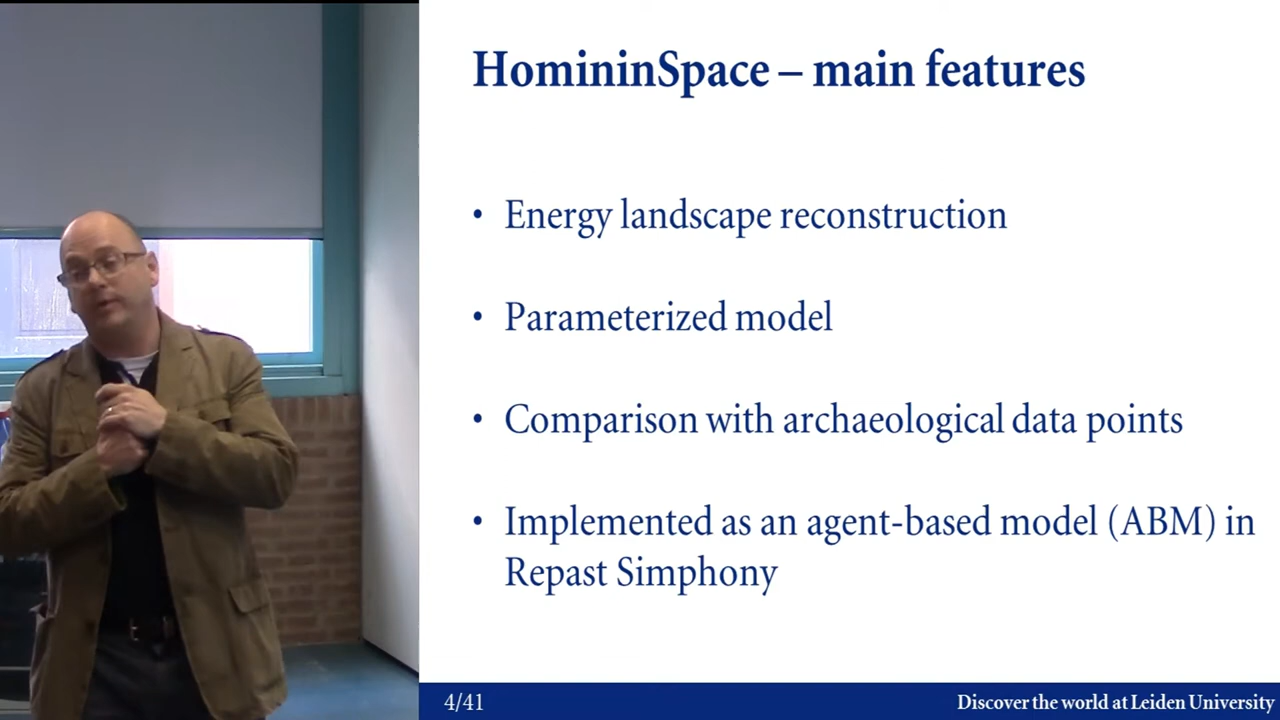 HomininSpace – main features
• Energy landscape reconstruction
• Parameterized model
• Comparison with archaeological data points
• Implemented as an agent-based model (ABM) in
Repast Simphony
4/41
Discover the world at Leiden University